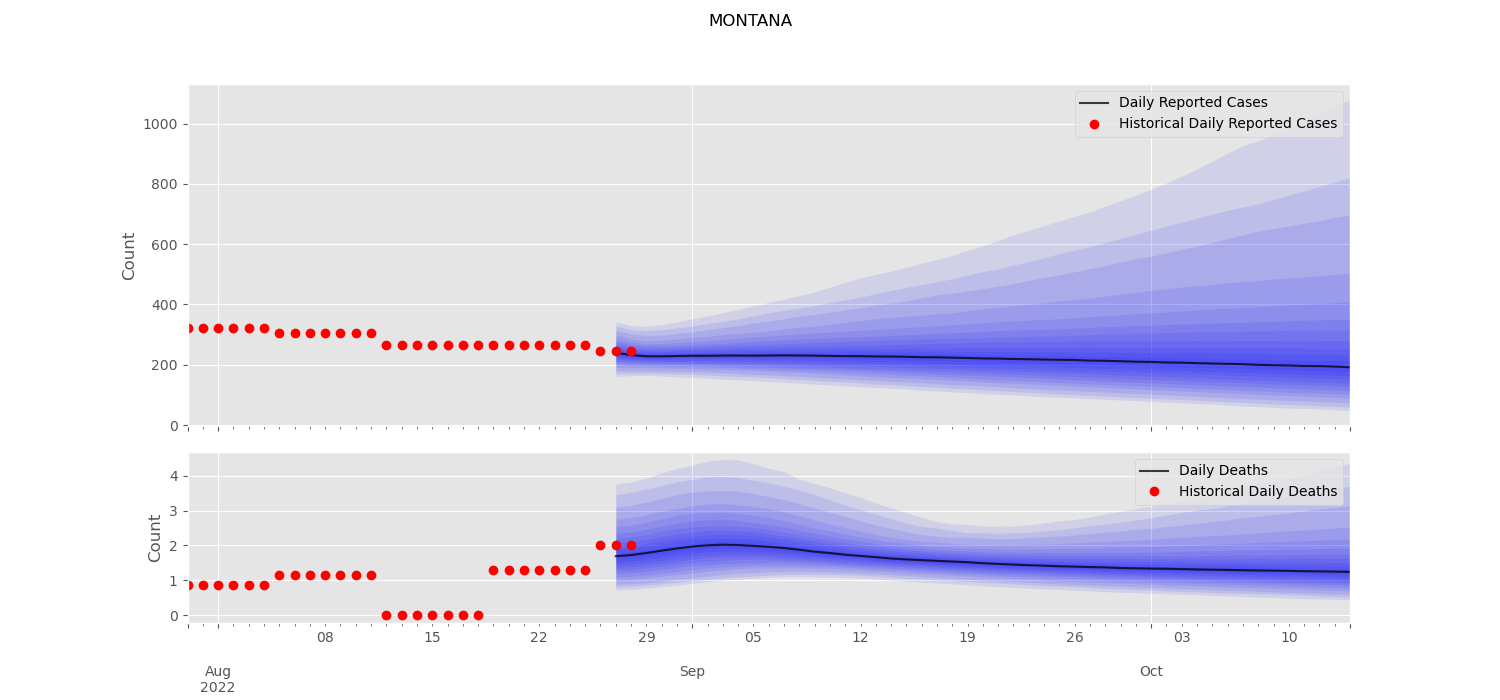 MONTANA
Count
1000
800
600
400
200
0
Daily Reported Cases
Historical Daily Reported Cases
Count
4
3
2
1
0
Daily Deaths
Historical Daily Deaths
08 15 22 29 05 12 19 26 03 10
Aug Sep Oct
2022